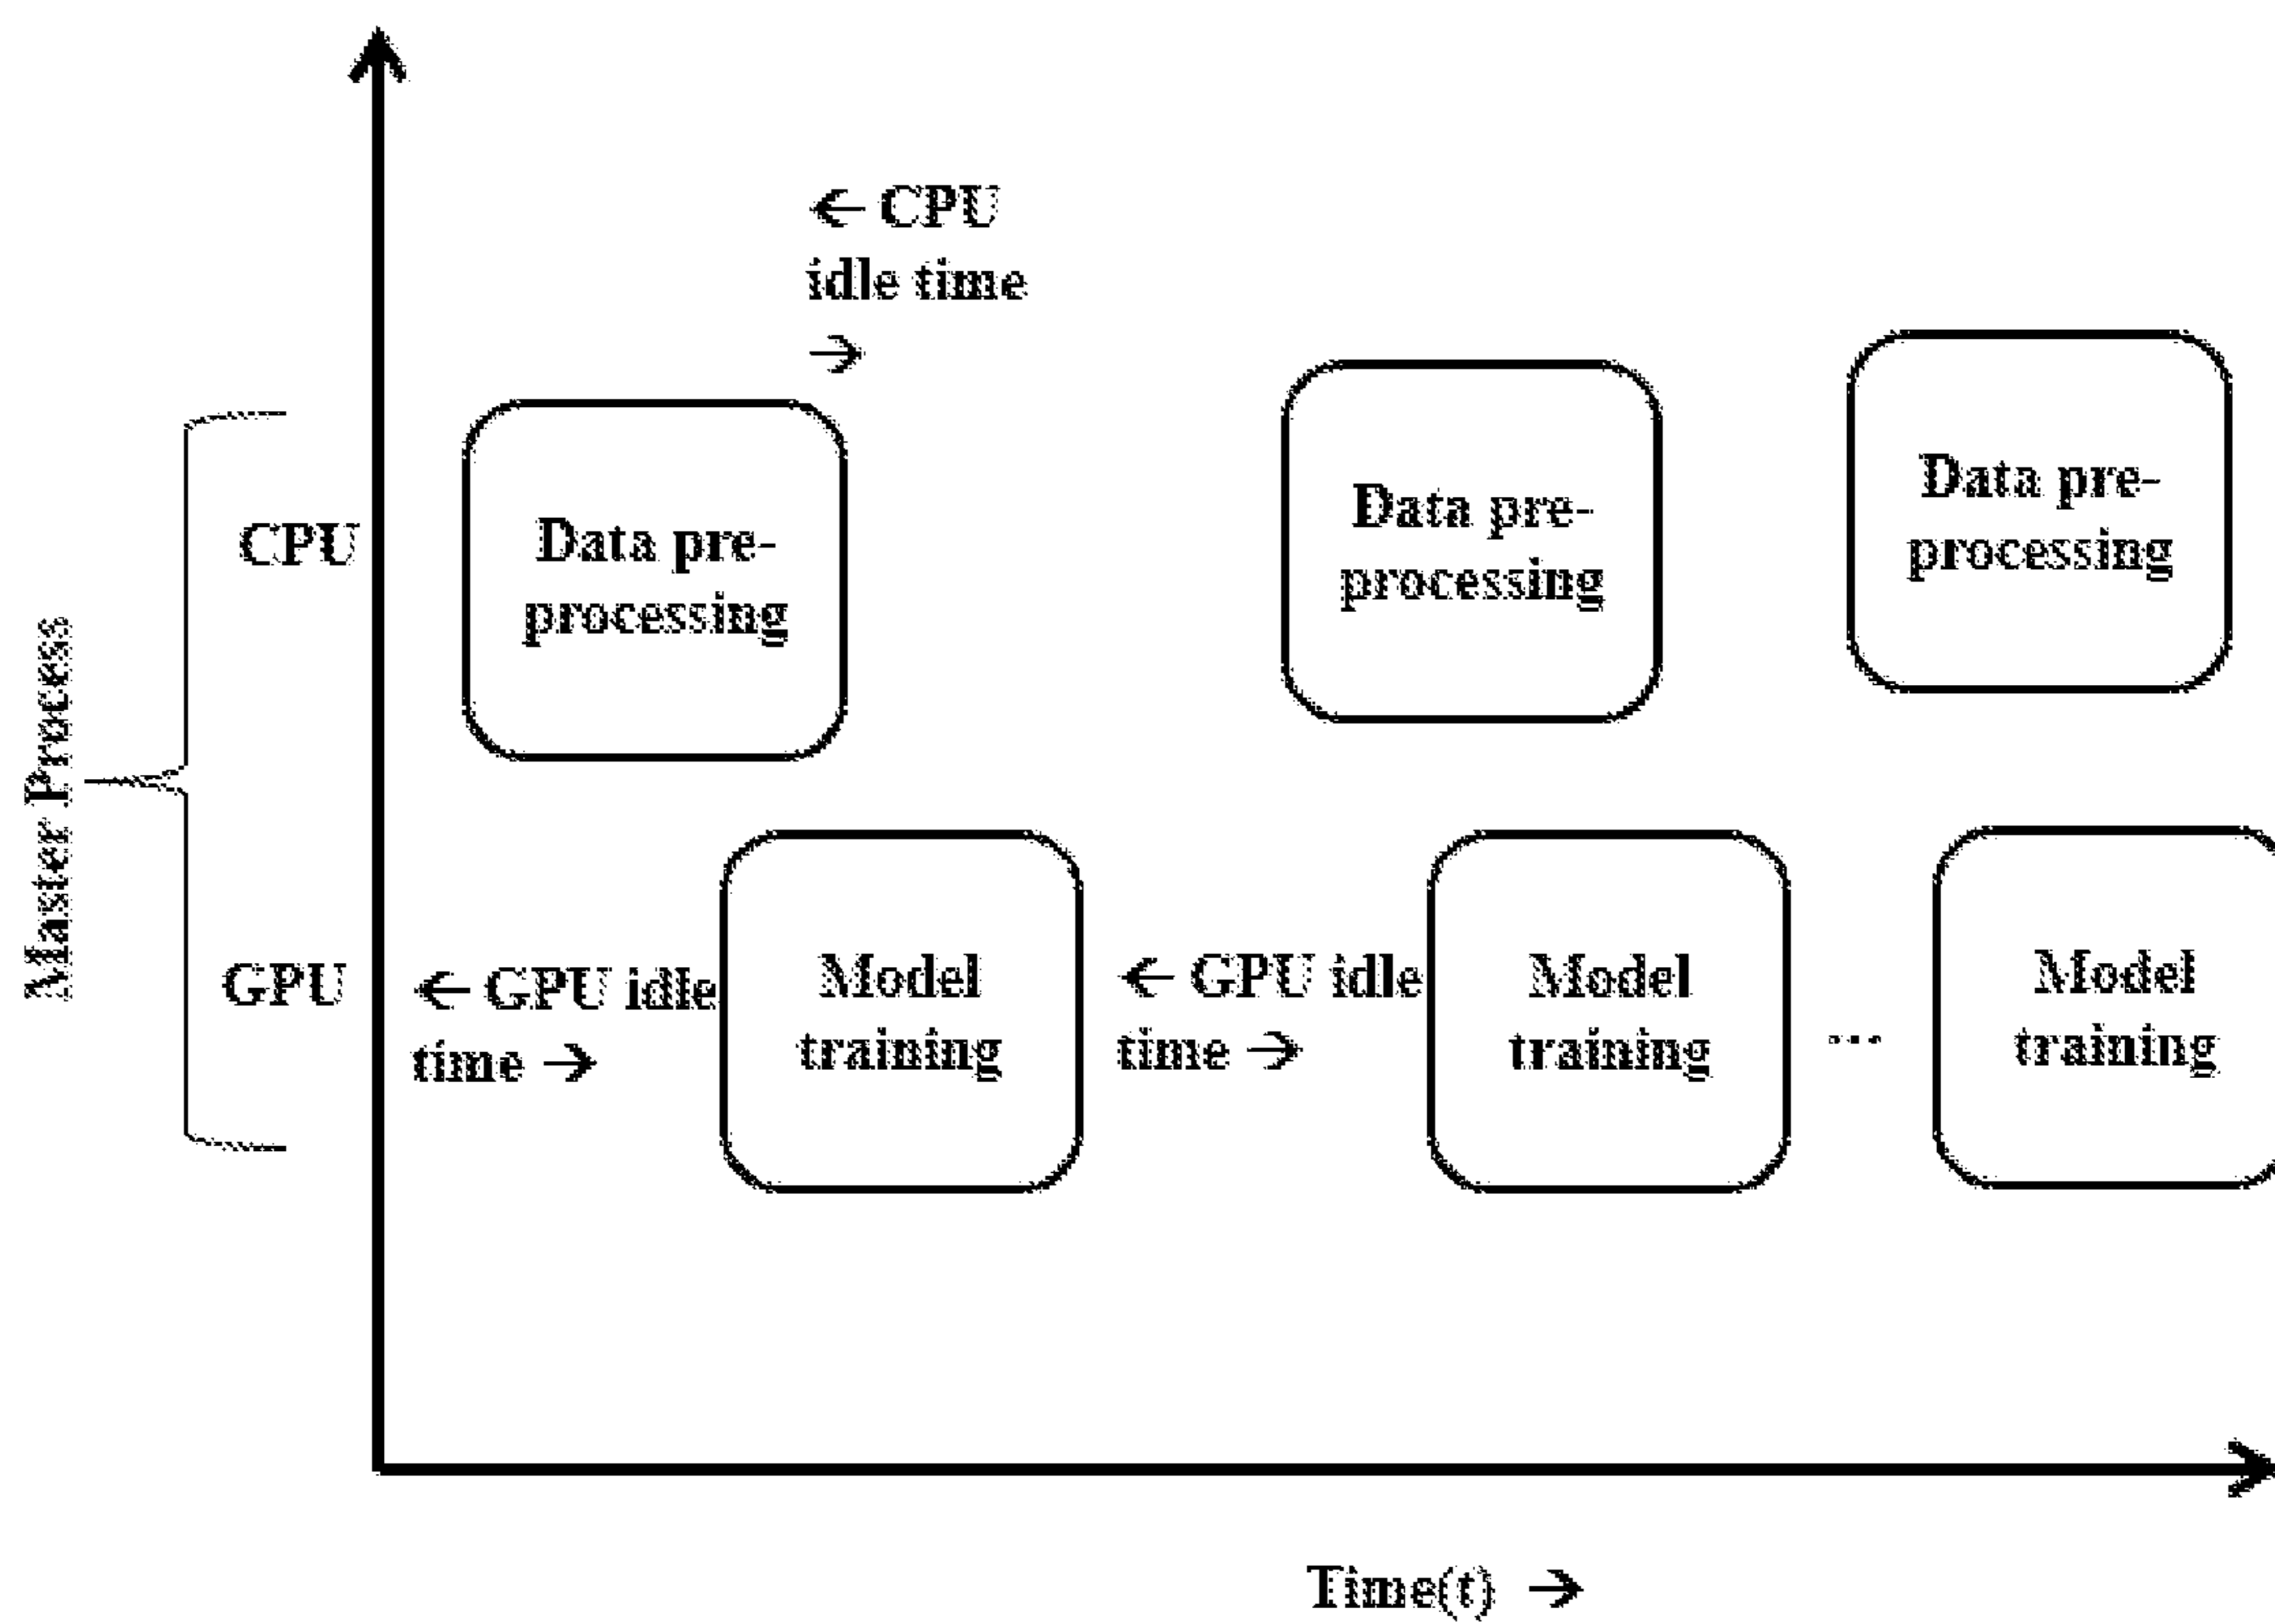 ← CPU
idle time
→
Data pre-
processing
Data pre-
processing
Data pre-
processing
CPU
Master Process
GPU
← GPU idle
time →
Model
training
← GPU idle
time →
Model
training
...
Model
training
Time(t) →